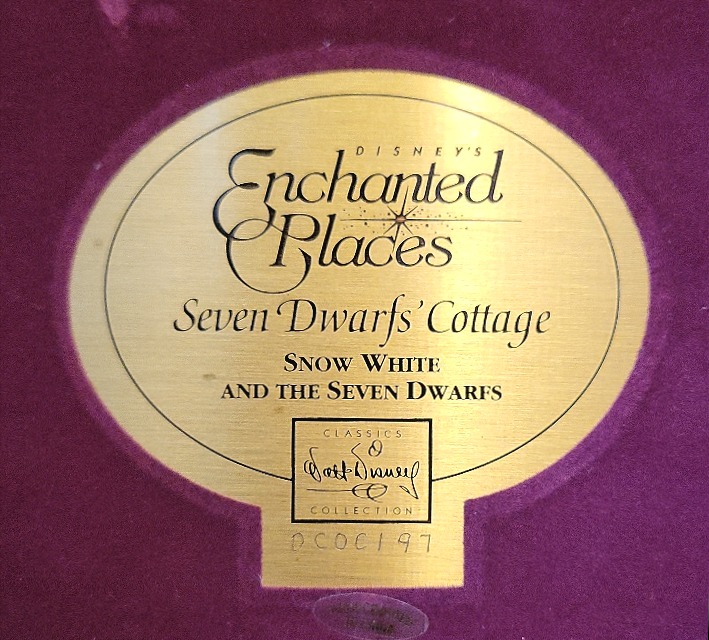 DISNEY'S
Enchanted
Places
Seven Dwarfs' Cottage
SNOW WHITE
AND THE SEVEN DWARFS
CLASSICS
Walt Disney
COLLECTION